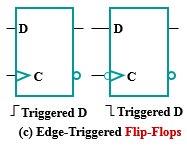 D D
C C
Triggered D Triggered D
(c) Edge-Triggered Flip-Flops